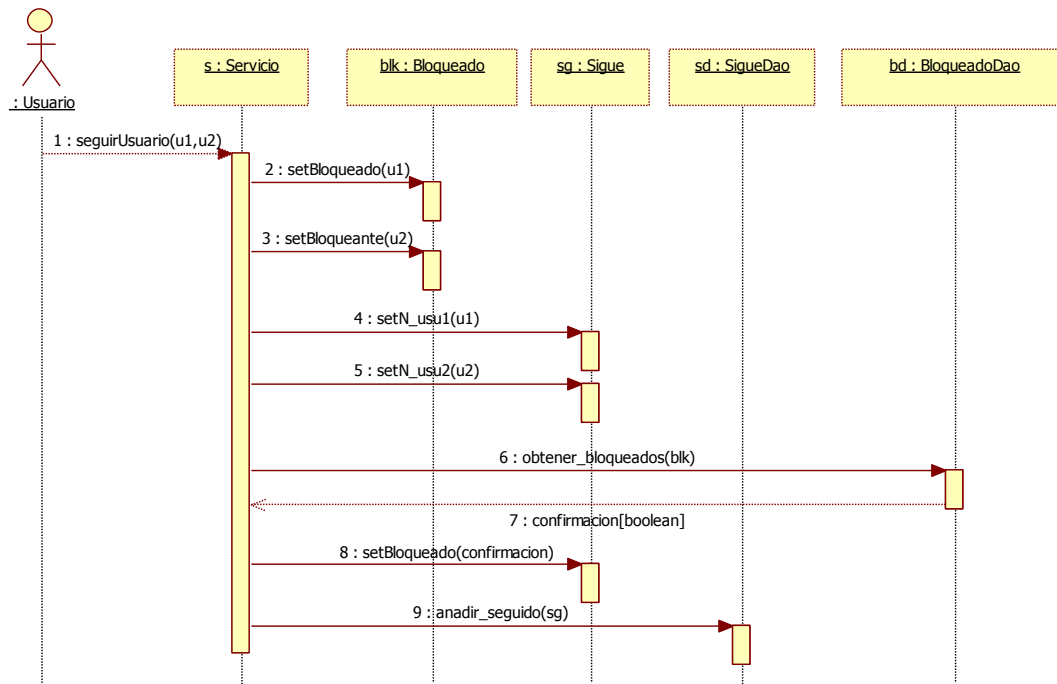 s : Servicio
blk : Bloqueado
sg : Sigue
sd : SigueDao
bd : BloqueadoDao
: Usuario
1 : seguirUsuario(u1,u2)
2 : setBloqueado(u1)
3 : setBloqueante(u2)
4 : setN_usu1(u1)
5 : setN_usu2(u2)
6 : obtener_bloqueados(blk)
7 : confirmacion[boolean]
8 : setBloqueado(confirmacion)
9 : anadir_seguido(sg)